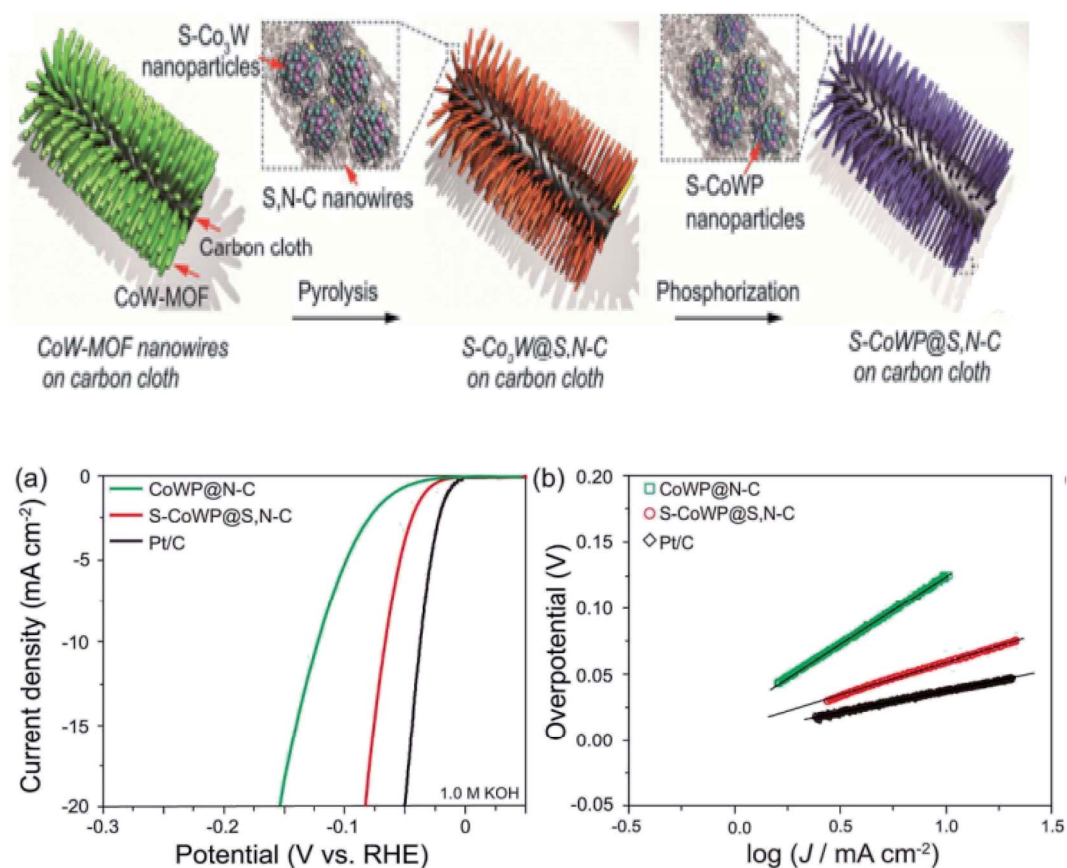 S-Co₃W
nanoparticles
S,N-C nanowires
Carbon cloth
CoW-MOF
CoW-MOF nanowires
on carbon cloth
Pyrolysis
S-Co₃W@S,N-C
on carbon cloth
S-CoWP
nanoparticles
Phosphorization
S-CoWP@S,N-C
on carbon cloth
(a)
CoWP@N-C
S-CoWP@S,N-C
Pt/C
1.0 M KOH
Current density (mA cm⁻²)
0
-5
-10
-15
-20
-0.3
-0.2
-0.1
0
Potential (V vs. RHE)
(b)
CoWP@N-C
S-CoWP@S,N-C
Pt/C
Overpotential (V)
0.20
0.15
0.10
0.05
0.00
-0.05
-0.5
0.0
0.5
1.0
1.5
log (J / mA cm⁻²)